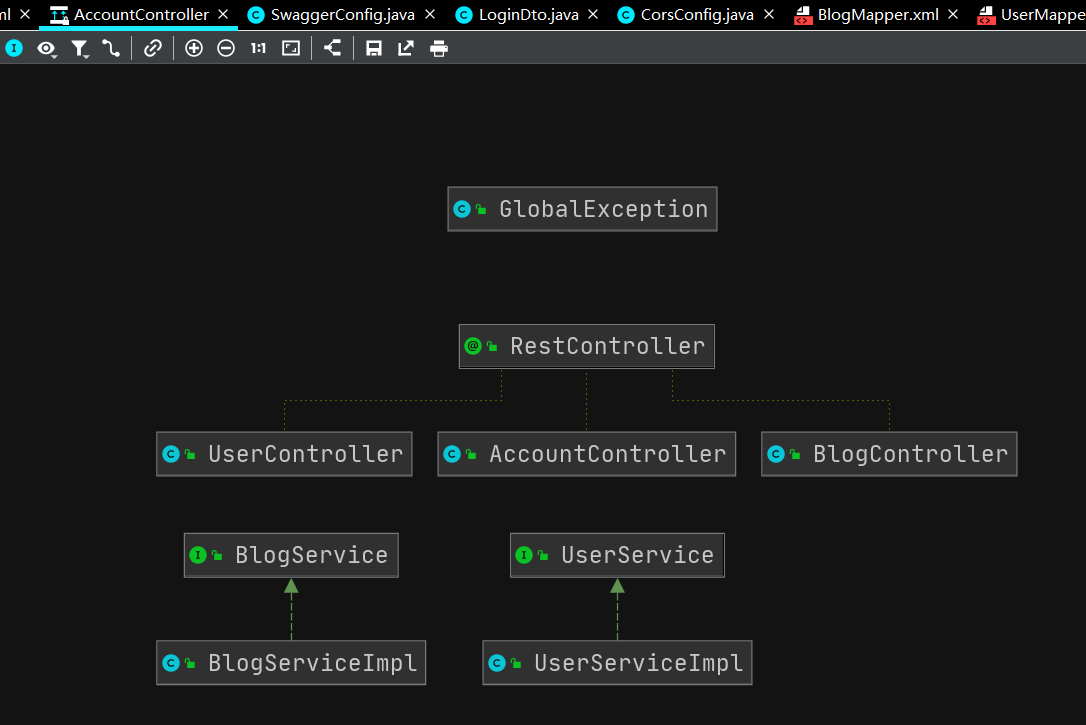 ml AccountController SwaggerConfig.java LoginDto.java CorsConfig.java BlogMapper.xml UserMappe
1:1
GlobalException
RestController
UserController AccountController BlogController
BlogService UserService
BlogServiceImpl UserServiceImpl